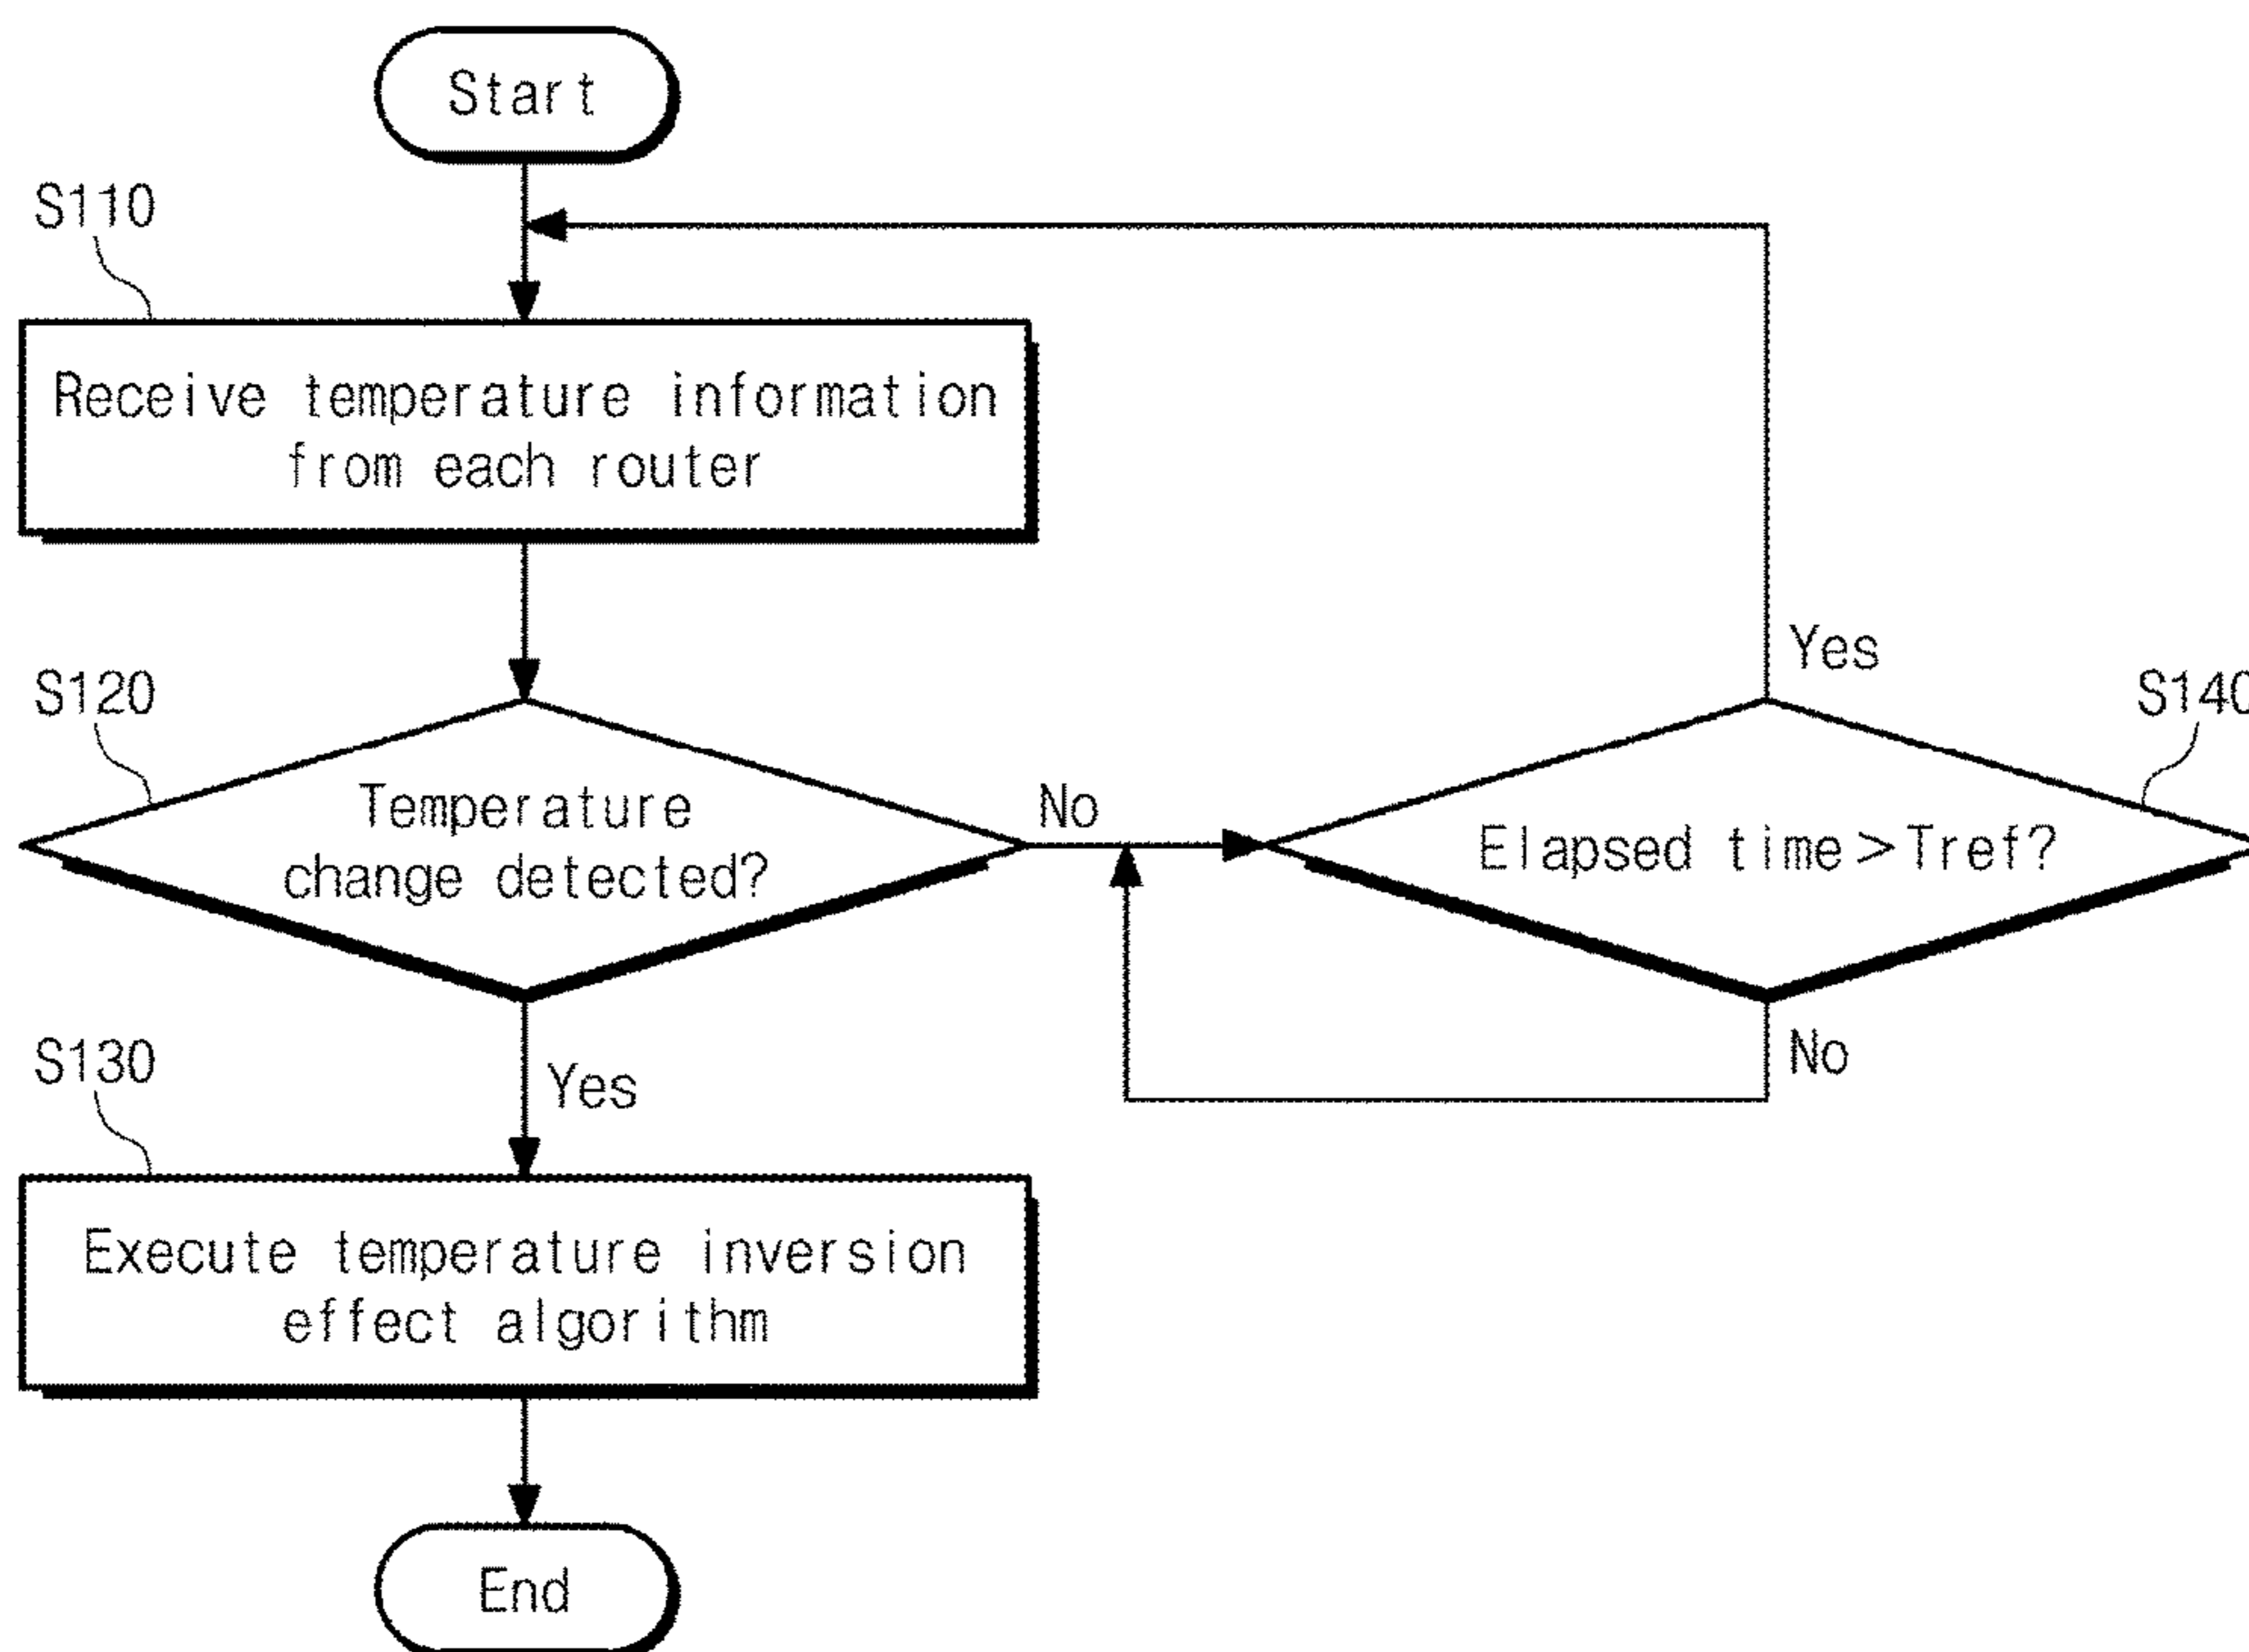 Start
S110
Receive temperature information
from each router
S120
Temperature
change detected?
No
Yes
S140
Elapsed time>Tref?
No
S130
Yes
Execute temperature inversion
effect algorithm
End